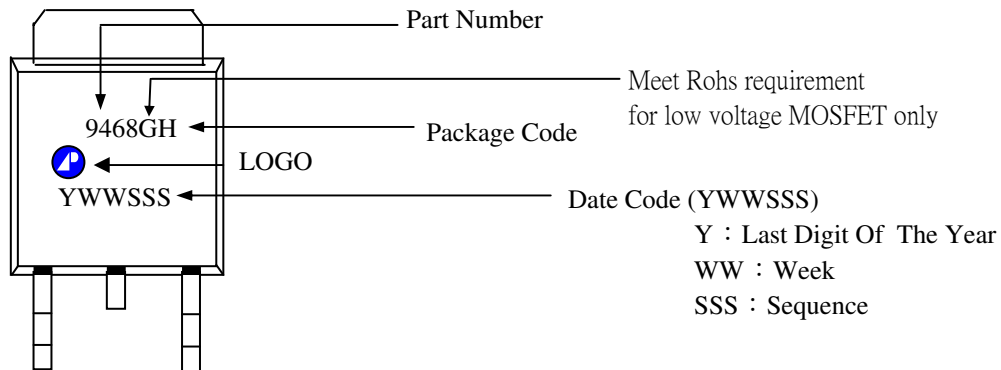 Part Number
Meet Rohs requirement
for low voltage MOSFET only
9468GH
Package Code
LOGO
YWWSSS
Date Code (YWWSSS)
Y：Last Digit Of The Year
WW：Week
SSS：Sequence